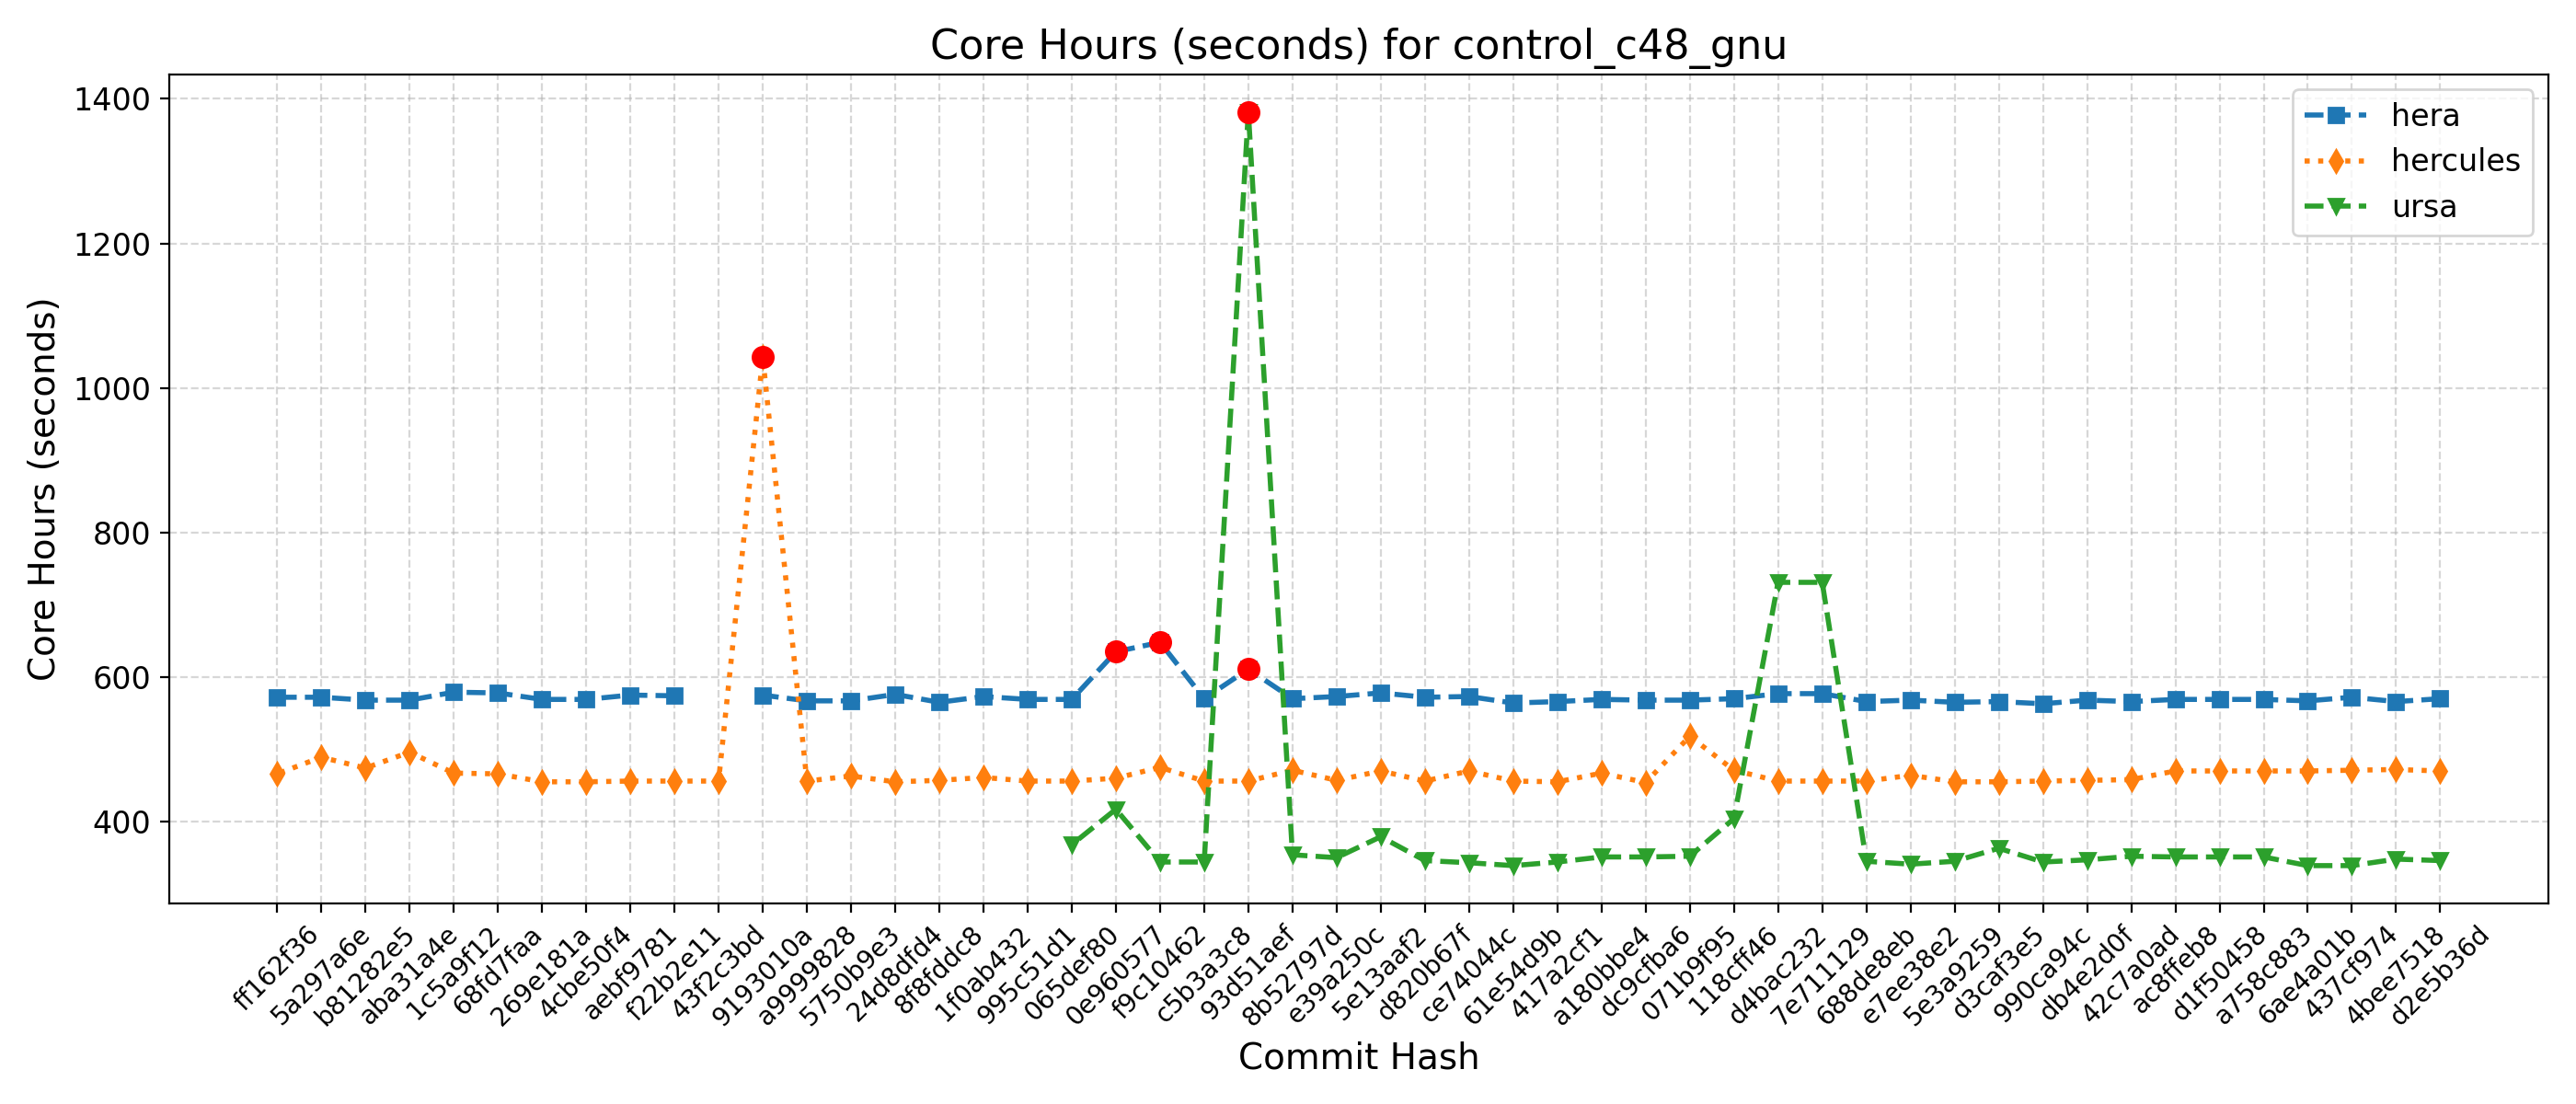 Core Hours (seconds) for control_c48_gnu
Core Hours (seconds)
1400
1200
1000
800
600
400
hera
hercules
ursa
ff162f36
5a297a6e
b81282e5
aba31a4e
1c5a9f12
68fd7faa
269e181a
4cbe50f4
aebf9781
f22b2e11
43f2c3bd
9193010a
a9999828
5750b9e3
24d8dfd4
8f8fddc8
1f0ab432
995c51d1
065def80
0e960577
f9c10462
c5b3a3c8
93d51aef
8b52797d
e39a250c
5e13aaf2
d820b67f
ce74044c
61e54d9b
417a2cf1
a180bbe4
dc9cfba6
071b9f95
118cff46
d4bac232
7e711129
688de8eb
e7ee38e2
5e3a9259
d3caf3e5
990ca94c
db4e2d0f
42c7a0ad
ac8ffeb8
d1f50458
a758c883
6ae4a01b
437cf974
4bee7518
d2e5b36d
Commit Hash